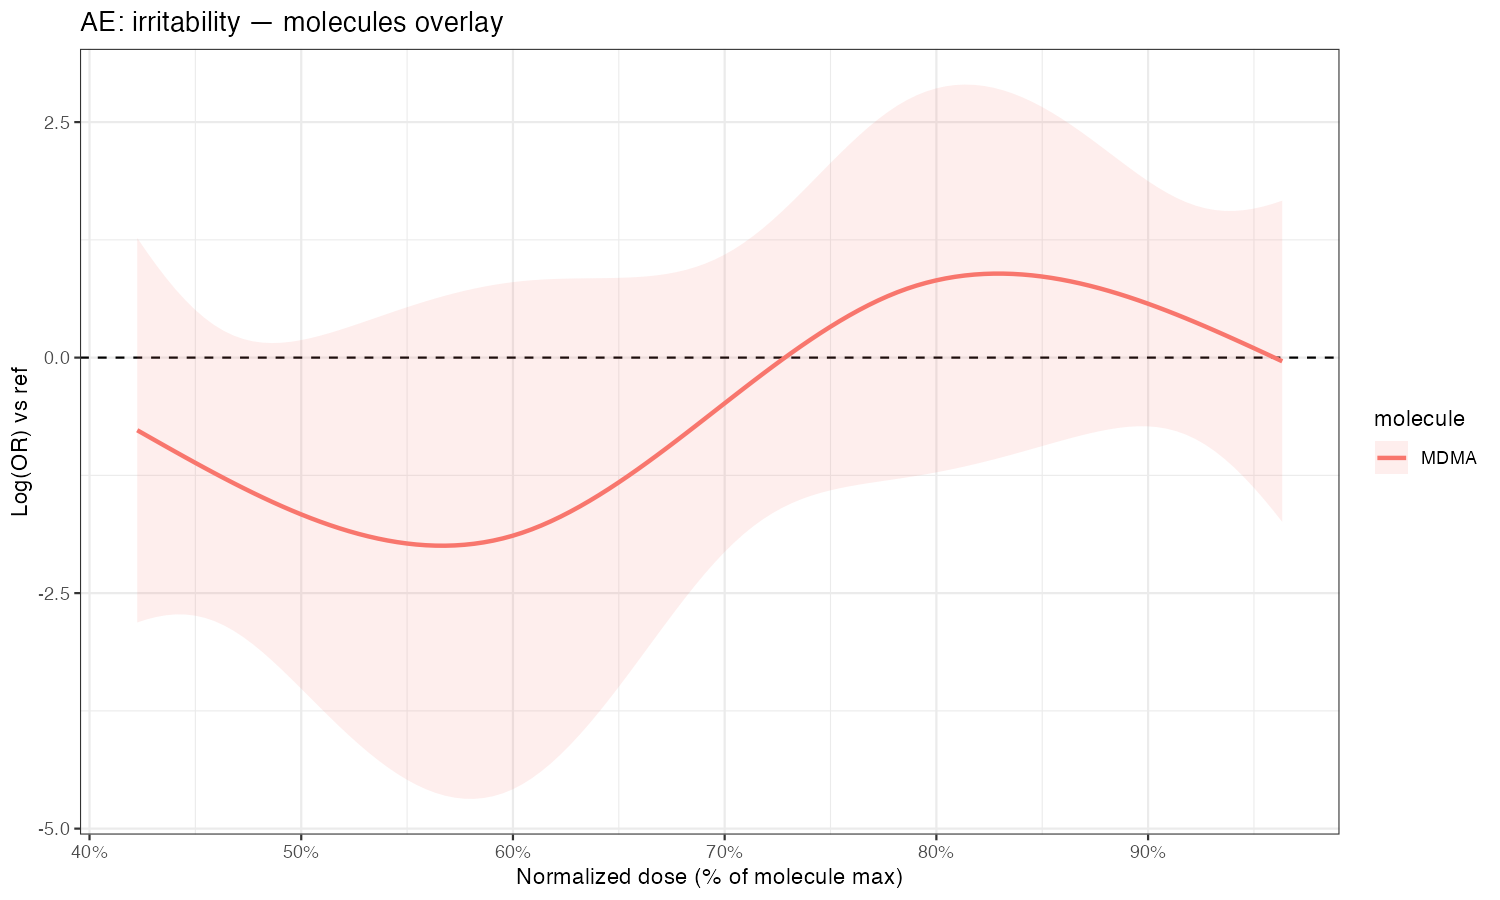 AE: irritability — molecules overlay
Log(OR) vs ref
2.5
0.0
-2.5
-5.0
40%
50%
60%
70%
80%
90%
Normalized dose (% of molecule max)
molecule
MDMA